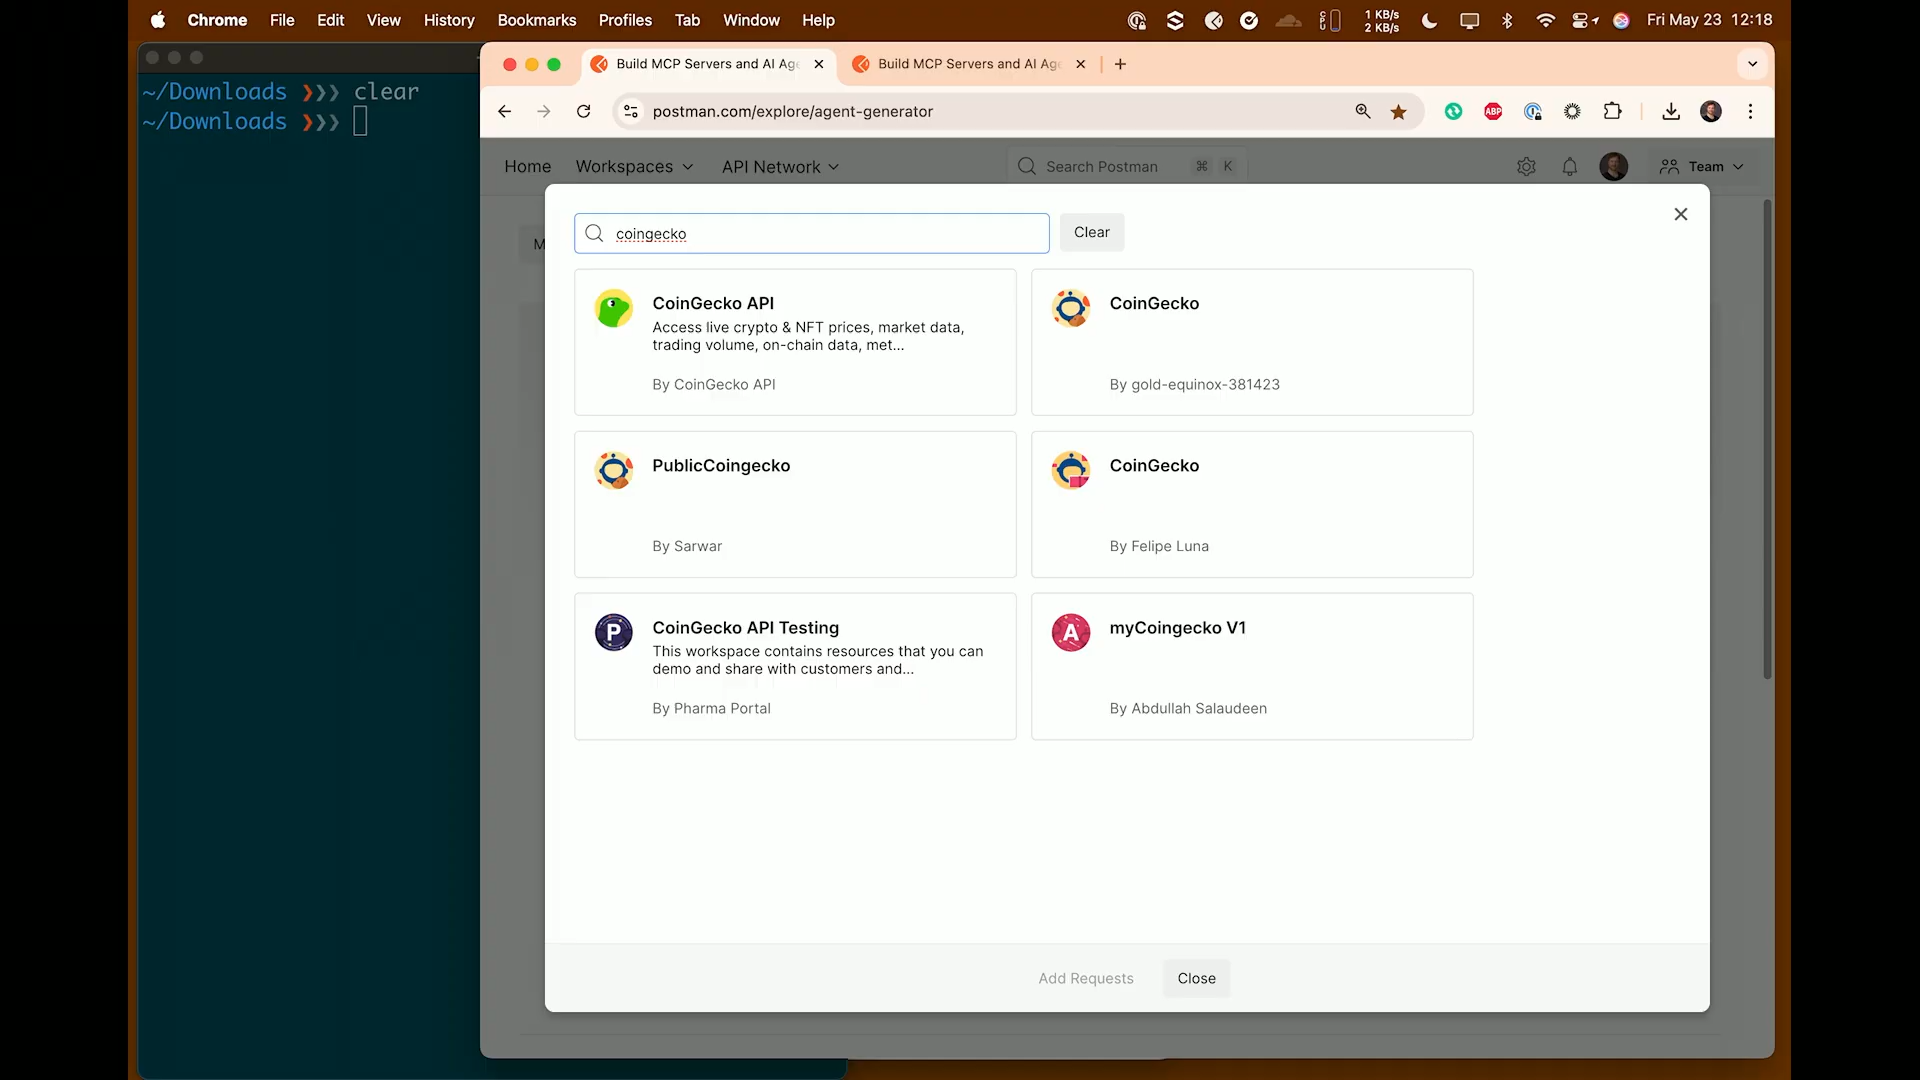 Chrome File Edit View History Bookmarks Profiles Tab Window Help
1 KB/s
2 KB/s
Fri May 23 12:18
~/Downloads ❯❯❯ clear
~/Downloads ❯❯❯
Build MCP Servers and AI Age
Build MCP Servers and AI Ag
postman.com/explore/agent-generator
ABP
Home Workspaces API Network
Search Postman ⌘ K
Team
M
coingecko
Clear
CoinGecko API
Access live crypto & NFT prices, market data,
trading volume, on-chain data, met...
By CoinGecko API
CoinGecko
By gold-equinox-381423
PublicCoingecko
By Sarwar
CoinGecko
By Felipe Luna
P
CoinGecko API Testing
This workspace contains resources that you can
demo and share with customers and...
By Pharma Portal
A
myCoingecko V1
By Abdullah Salaudeen
Add Requests
Close